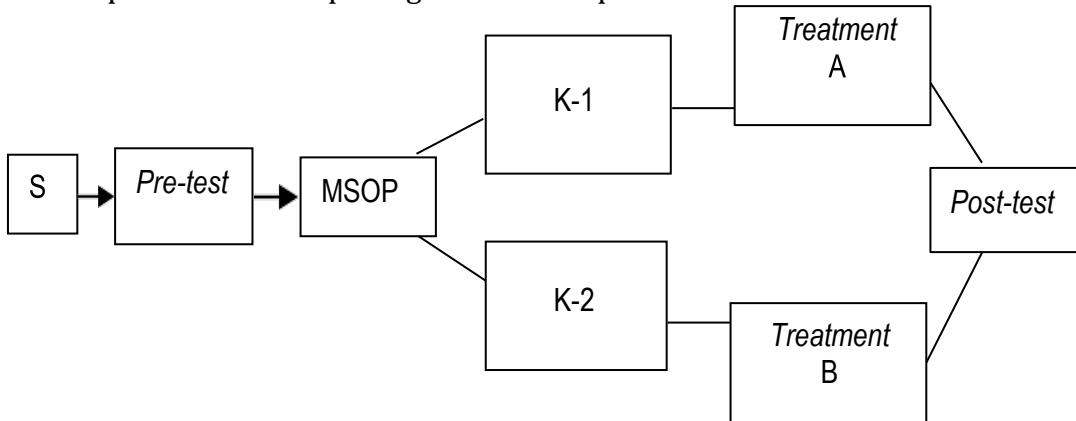 S
Pre-test
MSOP
K-1
Treatment
A
K-2
Treatment
B
Post-test